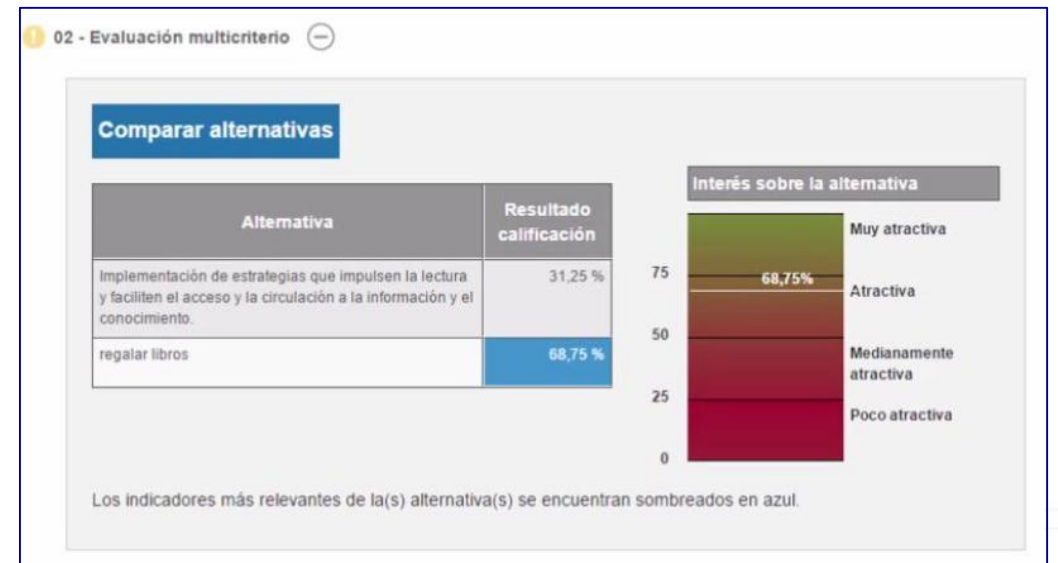 02 - Evaluación multicriterio
Comparar alternativas
Alternativa
Resultado
calificación
Implementación de estrategias que impulsen la lectura
y faciliten el acceso y la circulación a la información y el
conocimiento.
31,25 %
regalar libros
68,75 %
Interés sobre la alternativa
Muy atractiva
75
68,75%
Atractiva
50
Medianamente
atractiva
25
Poco atractiva
0
Los indicadores más relevantes de la(s) alternativa(s) se encuentran sombreados en azul.